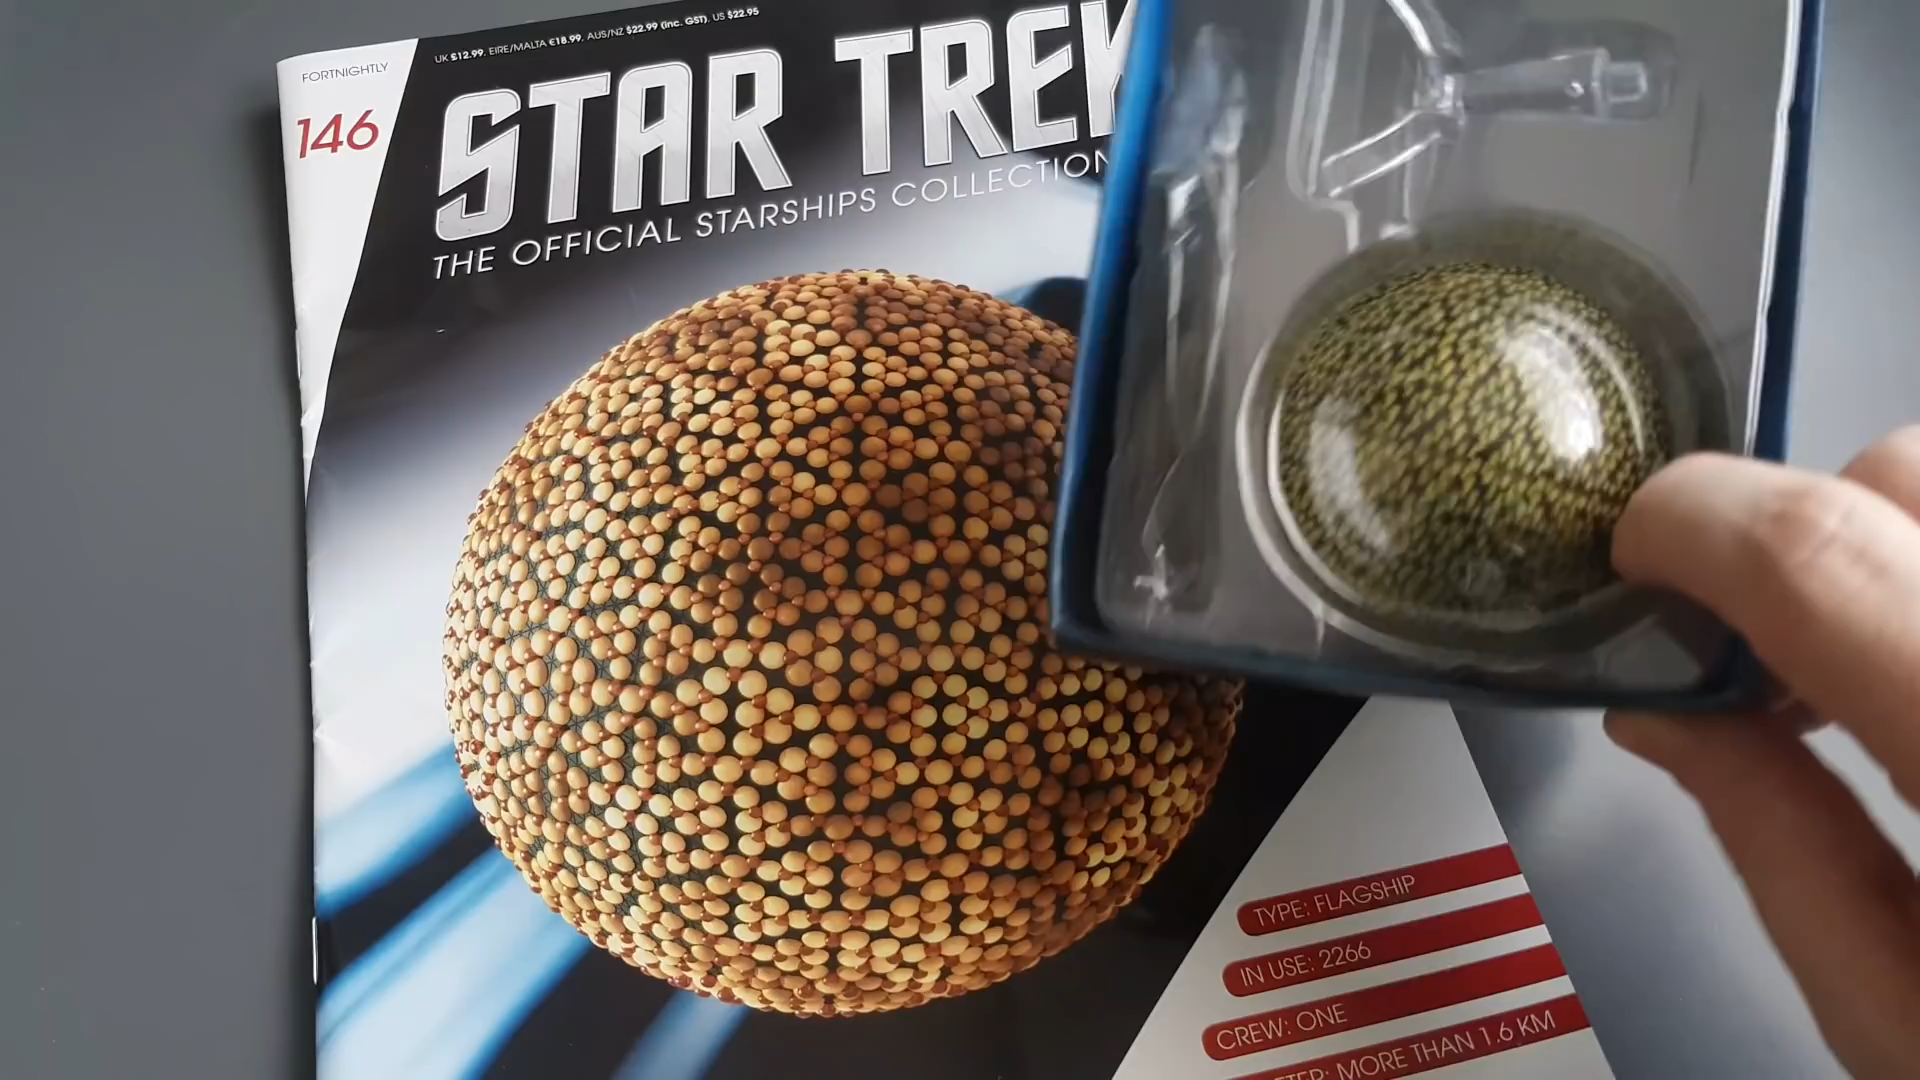 UK £12.99. EIRE/MALTA €18.99. AUS/NZ $22.99 (inc. GST). US $22.95
FORTNIGHTLY
146
STAR TREK
THE OFFICIAL STARSHIPS COLLECTION
TYPE: FLAGSHIP
IN USE: 2266
CREW: ONE
MORE THAN 1.6 KM